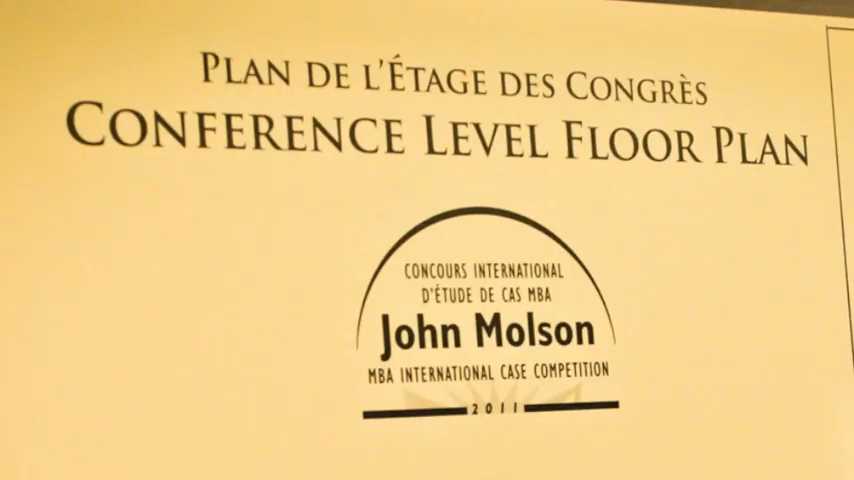 PLAN DE L'ÉTAGE DES CONGRÈS
CONFERENCE LEVEL FLOOR PLAN
CONCOURS INTERNATIONAL
D'ÉTUDE DE CAS MBA
John Molson
MBA INTERNATIONAL CASE COMPETITION
2011